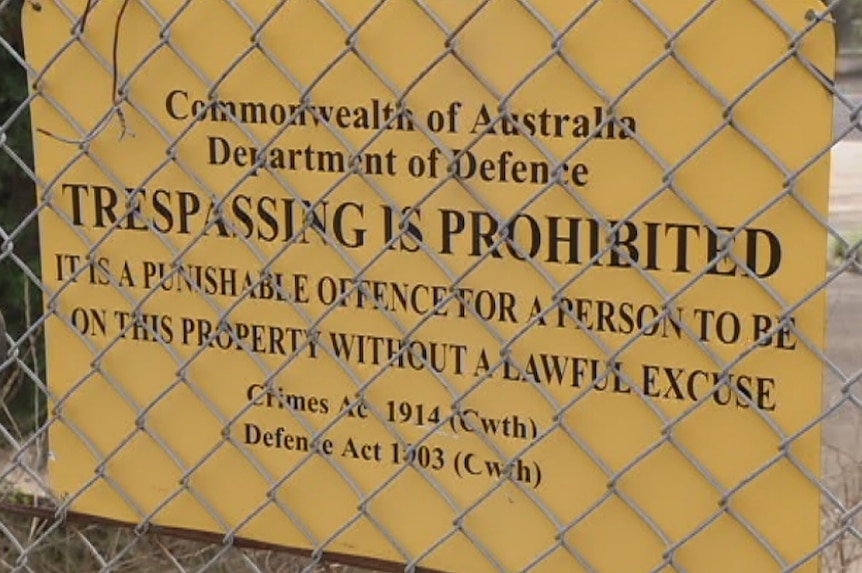 Commonwealth of Australia
Department of Defence
TRESPASSING IS PROHIBITED
IT IS A PUNISHABLE OFFENCE FOR A PERSON TO BE
ON THIS PROPERTY WITHOUT A LAWFUL EXCUSE
Crimes Act 1914 (Cwth)
Defence Act 1903 (Cwth)